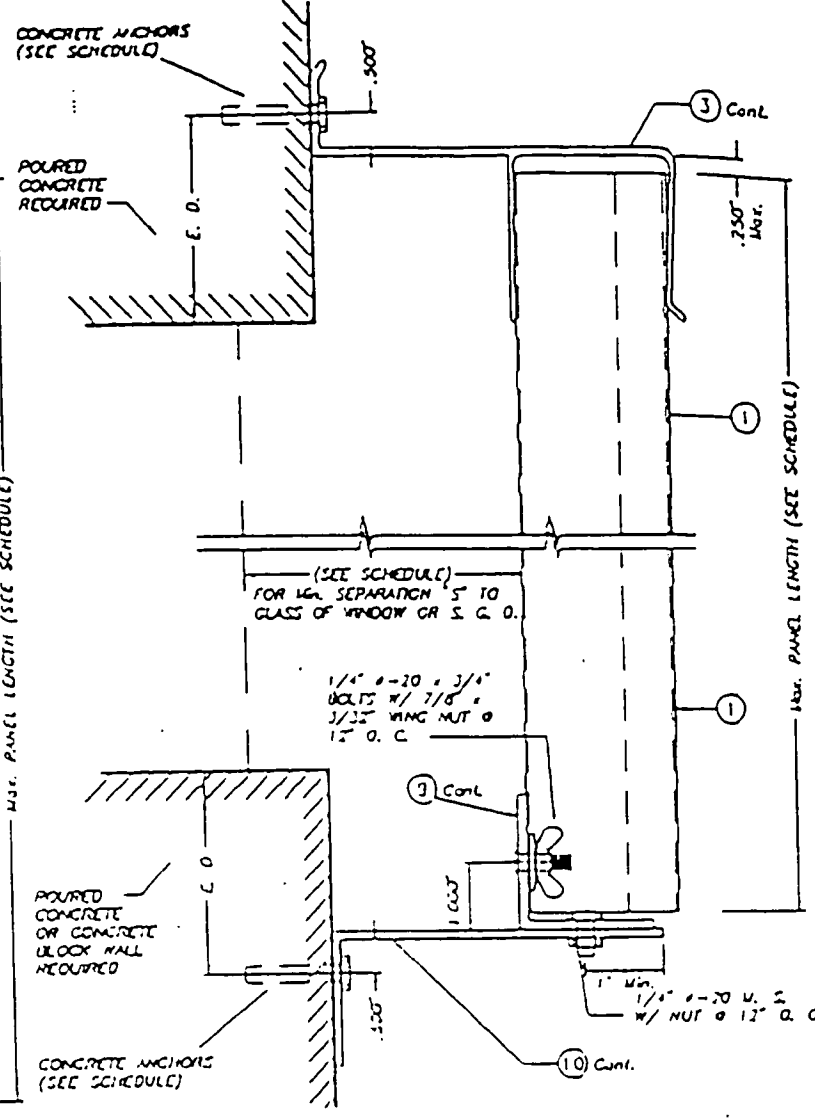 CONCRETE ANCHORS
(SEE SCHEDULE)
.500
3 Cont.
POURED
CONCRETE
REQUIRED
E. D.
.250
Max.
Max. PANEL LENGTH (SEE SCHEDULE)
1
Max. PANEL LENGTH (SEE SCHEDULE)
(SEE SCHEDULE)
FOR Min. SEPARATION "S" TO
GLASS OF WINDOW OR S. G. D.
1/4" ø-20 x 3/4"
BOLTS W/ 7/8" x
3/32" WING NUT @
12" O. C.
1
Cont.
E. D.
1.000
POURED
CONCRETE
OR CONCRETE
BLOCK WALL
REQUIRED
1" Min.
1/4" ø-20 M. S.
W/ NUT @ 12" O. C.
.500
CONCRETE ANCHORS
(SEE SCHEDULE)
10 Cont.